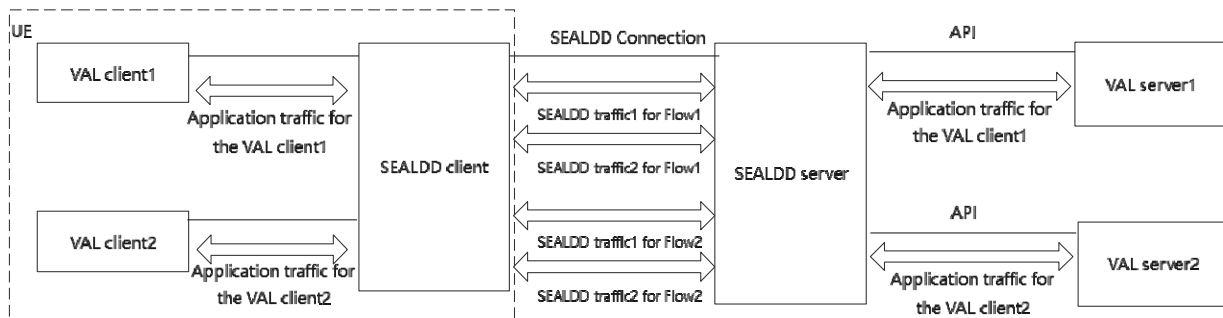 UE
VAL client1
Application traffic for
the VAL client1
VAL client2
Application traffic for
the VAL client2
SEALDD client
SEALDD Connection
SEALDD traffic1 for Flow1
SEALDD traffic2 for Flow1
SEALDD traffic1 for Flow2
SEALDD traffic2 for Flow2
SEALDD server
API
Application traffic for
the VAL client1
VAL server1
API
Application traffic for
the VAL client2
VAL server2